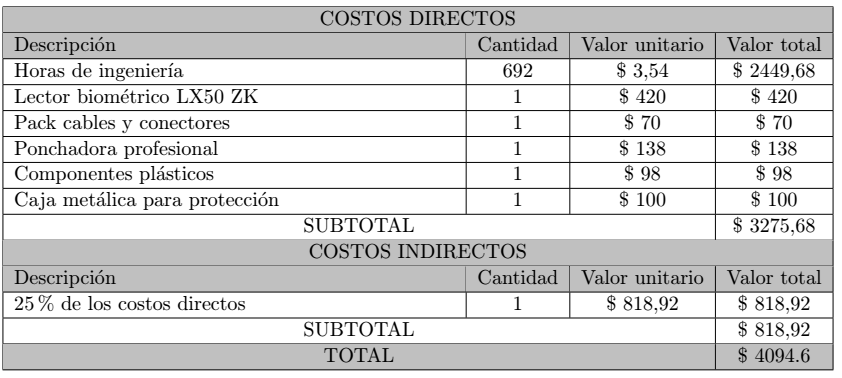 COSTOS DIRECTOS
Descripción Cantidad Valor unitario Valor total
Horas de ingeniería 692 $ 3,54 $ 2449,68
Lector biométrico LX50 ZK 1 $ 420 $ 420
Pack cables y conectores 1 $ 70 $ 70
Ponchadora profesional 1 $ 138 $ 138
Componentes plásticos 1 $ 98 $ 98
Caja metálica para protección 1 $ 100 $ 100
SUBTOTAL $ 3275,68
COSTOS INDIRECTOS
Descripción Cantidad Valor unitario Valor total
25 % de los costos directos 1 $ 818,92 $ 818,92
SUBTOTAL $ 818,92
TOTAL $ 4094.6